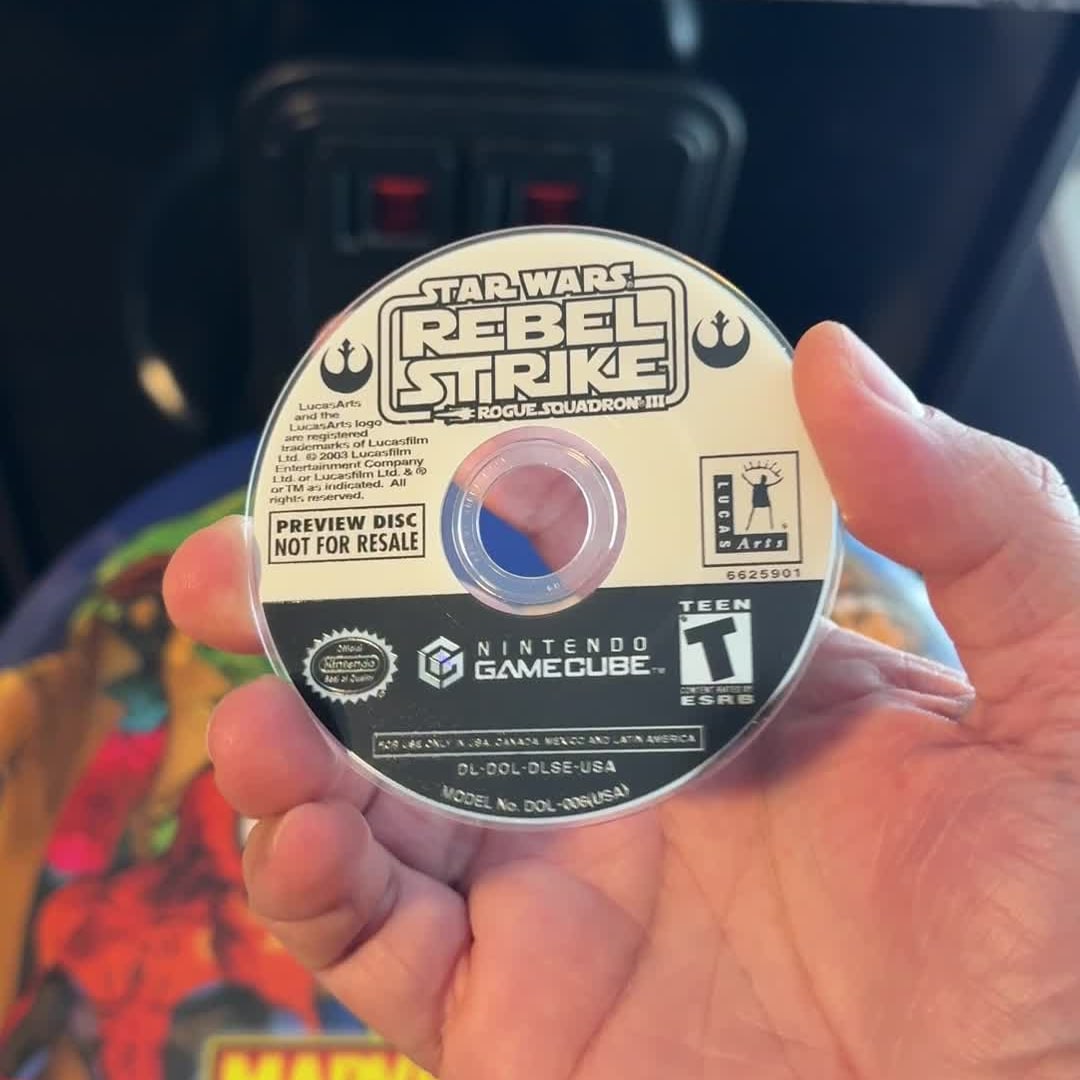 STAR WARS
REBEL
STRIKE
ROGUE SQUADRON III
LucasArts
and the
LucasArts logo
are registered
trademarks of Lucasfilm
Ltd. © 2003 Lucasfilm
Entertainment Company
Ltd. or Lucasfilm Ltd. & ®
or TM as indicated. All
rights reserved.
PREVIEW DISC
NOT FOR RESALE
LUCAS
Arts
6625901
Official
Nintendo
Seal of Quality
NINTENDO
GAMECUBE™
TEEN
T
CONTENT RATED BY
ESRB
FOR USE ONLY IN USA, CANADA, MEXICO AND LATIN AMERICA
DL-DOL-DLSE-USA
MODEL No. DOL-006(USA)